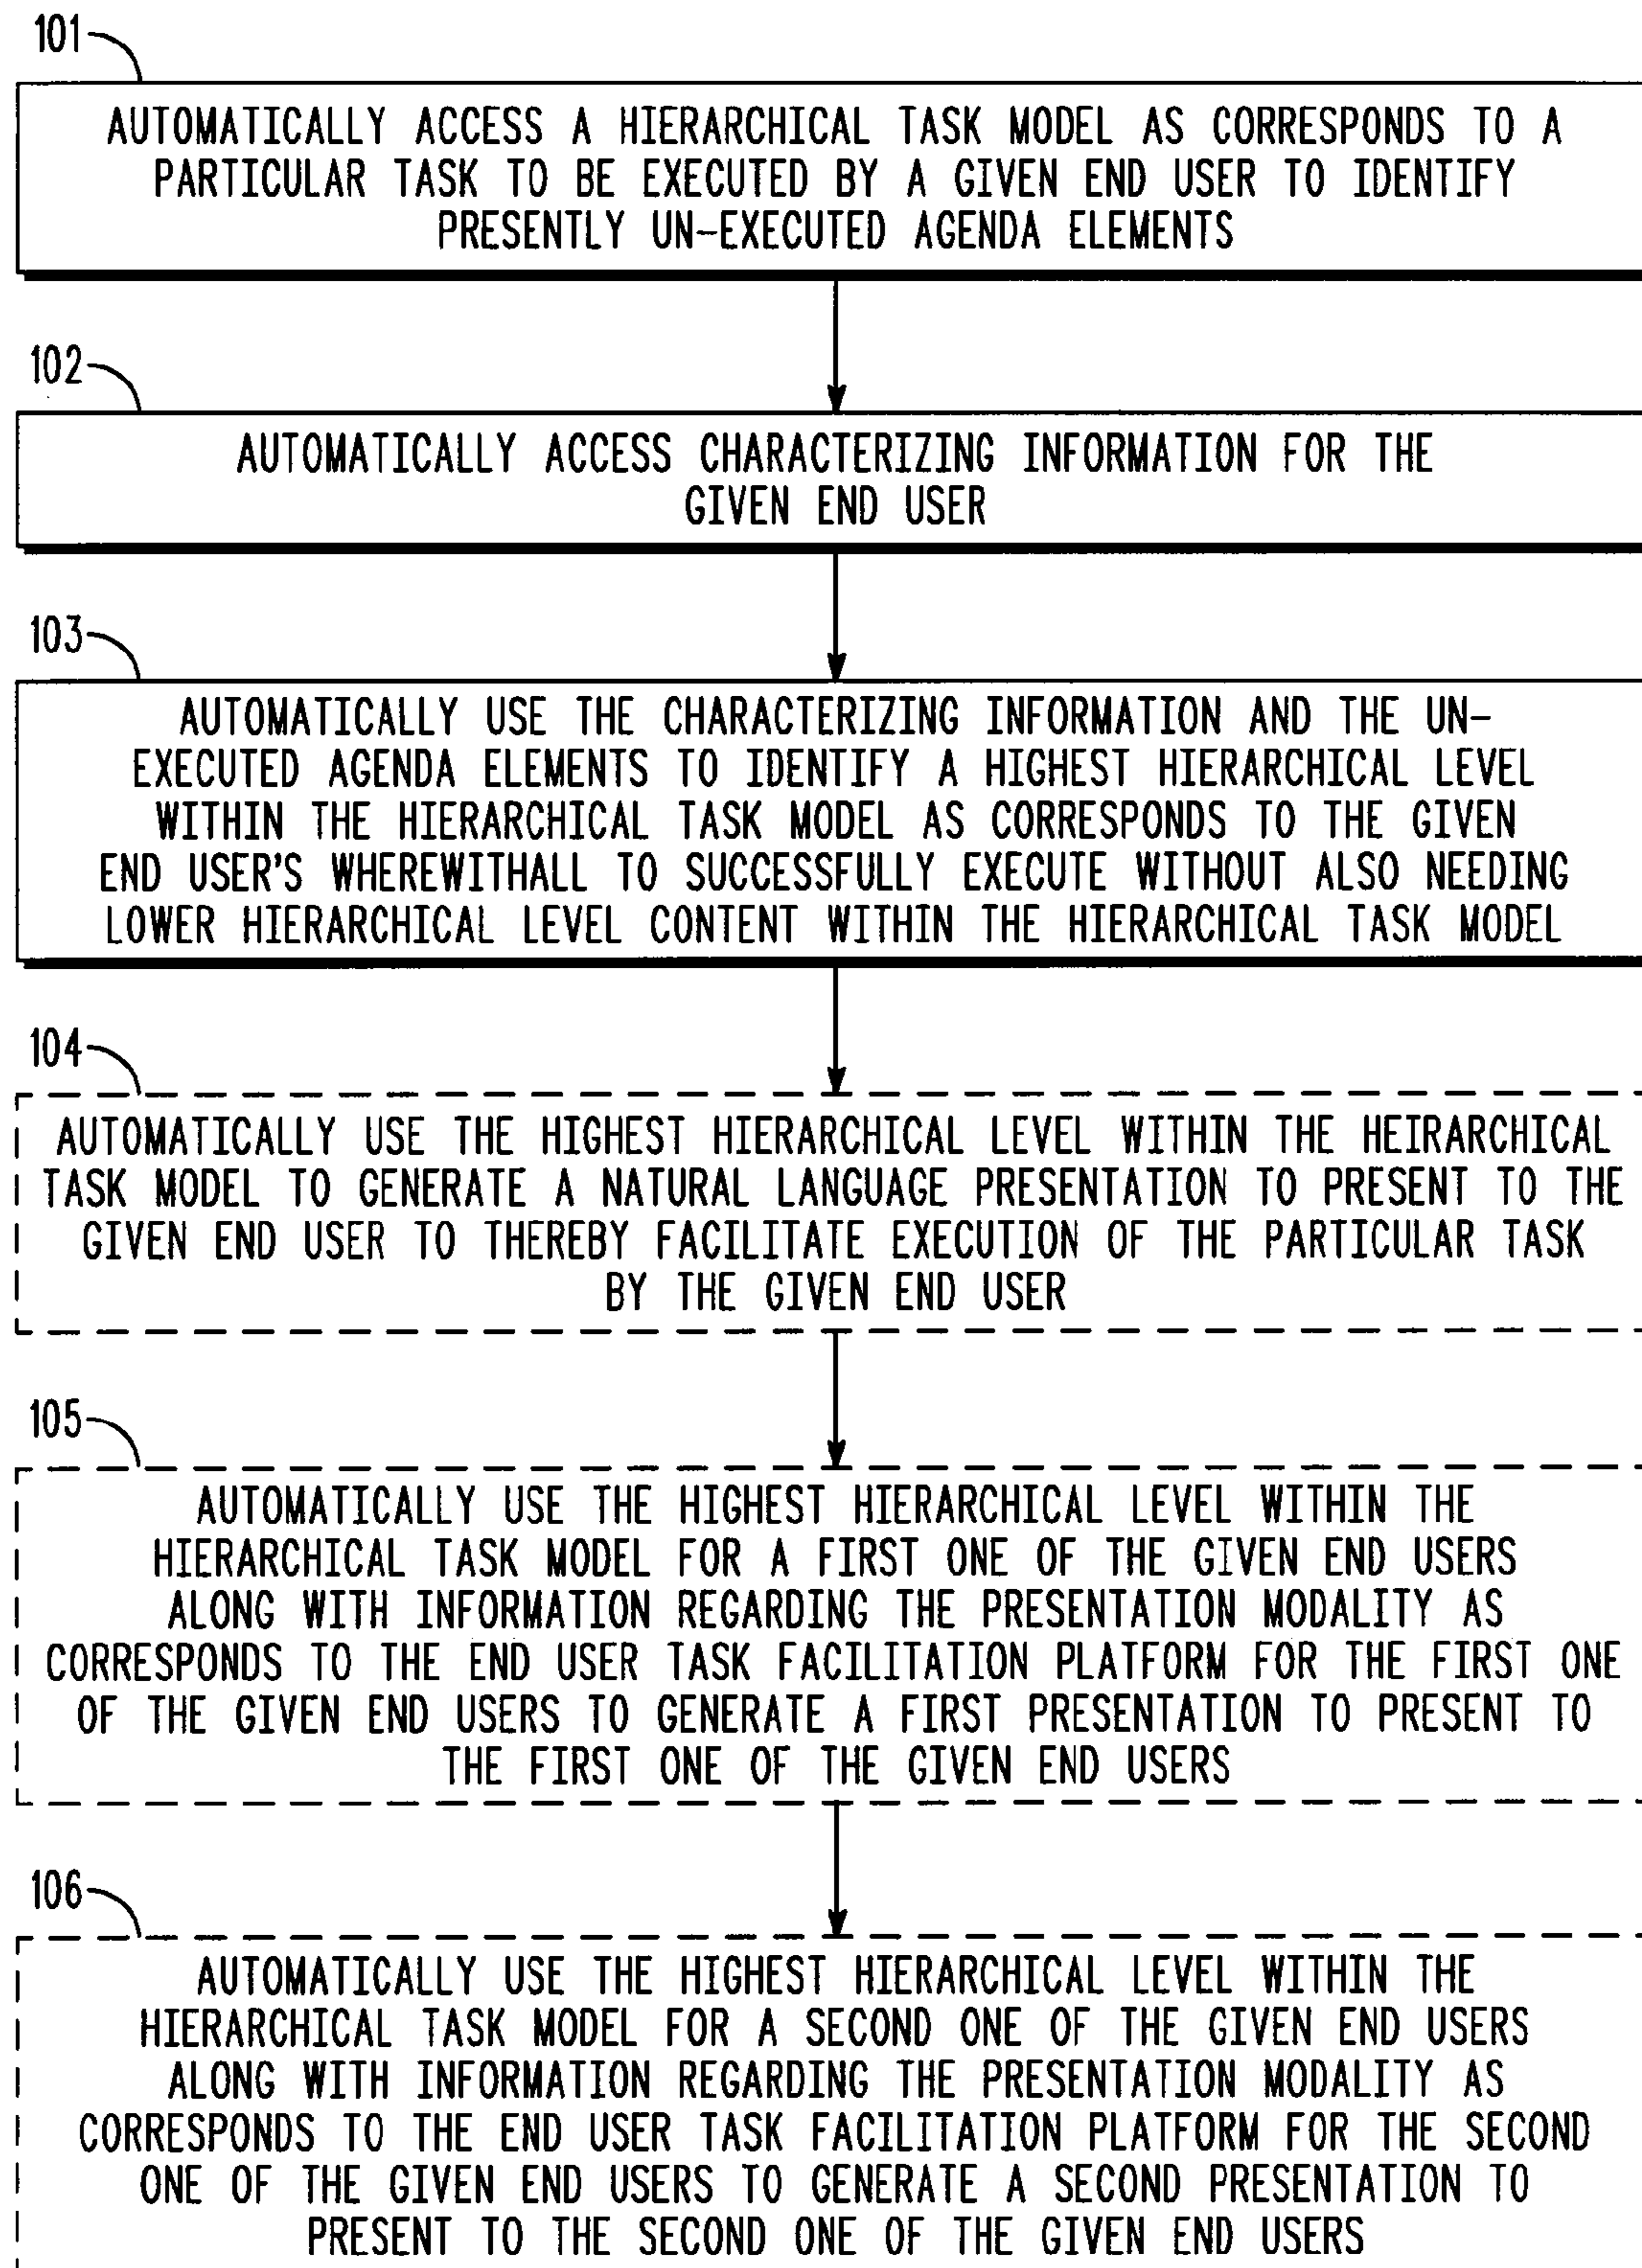 101
AUTOMATICALLY ACCESS A HIERARCHICAL TASK MODEL AS CORRESPONDS TO A
PARTICULAR TASK TO BE EXECUTED BY A GIVEN END USER TO IDENTIFY
PRESENTLY UN-EXECUTED AGENDA ELEMENTS
102
AUTOMATICALLY ACCESS CHARACTERIZING INFORMATION FOR THE
GIVEN END USER
103
AUTOMATICALLY USE THE CHARACTERIZING INFORMATION AND THE UN-
EXECUTED AGENDA ELEMENTS TO IDENTIFY A HIGHEST HIERARCHICAL LEVEL
WITHIN THE HIERARCHICAL TASK MODEL AS CORRESPONDS TO THE GIVEN
END USER'S WHEREWITHALL TO SUCCESSFULLY EXECUTE WITHOUT ALSO NEEDING
LOWER HIERARCHICAL LEVEL CONTENT WITHIN THE HIERARCHICAL TASK MODEL
104
AUTOMATICALLY USE THE HIGHEST HIERARCHICAL LEVEL WITHIN THE HEIRARCHICAL
TASK MODEL TO GENERATE A NATURAL LANGUAGE PRESENTATION TO PRESENT TO THE
GIVEN END USER TO THEREBY FACILITATE EXECUTION OF THE PARTICULAR TASK
BY THE GIVEN END USER
105
AUTOMATICALLY USE THE HIGHEST HIERARCHICAL LEVEL WITHIN THE
HIERARCHICAL TASK MODEL FOR A FIRST ONE OF THE GIVEN END USERS
ALONG WITH INFORMATION REGARDING THE PRESENTATION MODALITY AS
CORRESPONDS TO THE END USER TASK FACILITATION PLATFORM FOR THE FIRST ONE
OF THE GIVEN END USERS TO GENERATE A FIRST PRESENTATION TO PRESENT TO
THE FIRST ONE OF THE GIVEN END USERS
106
AUTOMATICALLY USE THE HIGHEST HIERARCHICAL LEVEL WITHIN THE
HIERARCHICAL TASK MODEL FOR A SECOND ONE OF THE GIVEN END USERS
ALONG WITH INFORMATION REGARDING THE PRESENTATION MODALITY AS
CORRESPONDS TO THE END USER TASK FACILITATION PLATFORM FOR THE SECOND
ONE OF THE GIVEN END USERS TO GENERATE A SECOND PRESENTATION TO
PRESENT TO THE SECOND ONE OF THE GIVEN END USERS